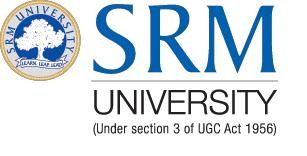 SRM UNIVERSITY
LEARN. LEAP. LEAD.
SRM
UNIVERSITY
(Under section 3 of UGC Act 1956)